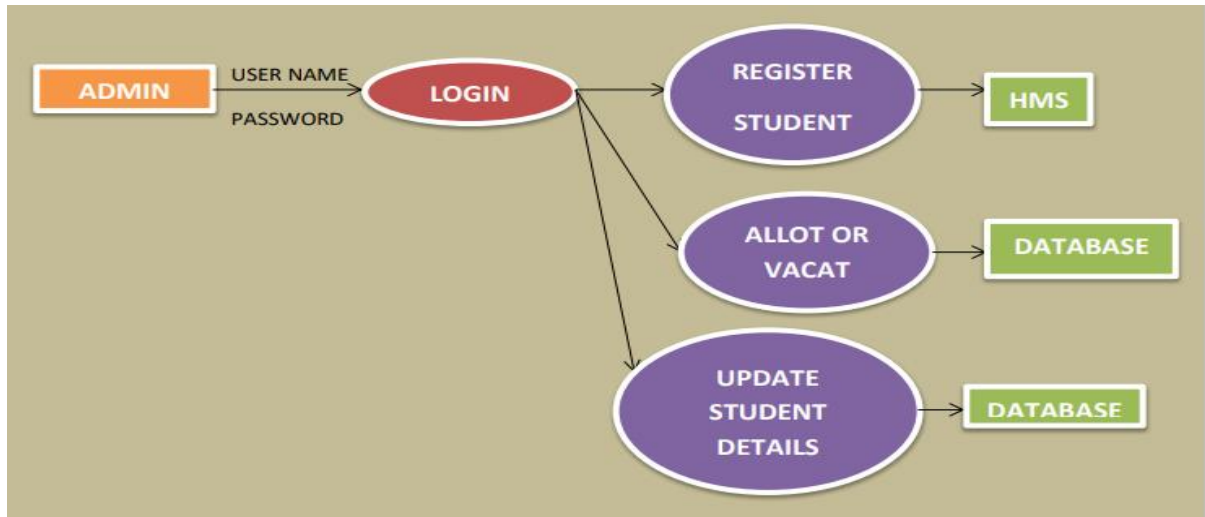 ADMIN
USER NAME
PASSWORD
LOGIN
REGISTER
STUDENT
HMS
ALLOT OR
VACAT
DATABASE
UPDATE
STUDENT
DETAILS
DATABASE